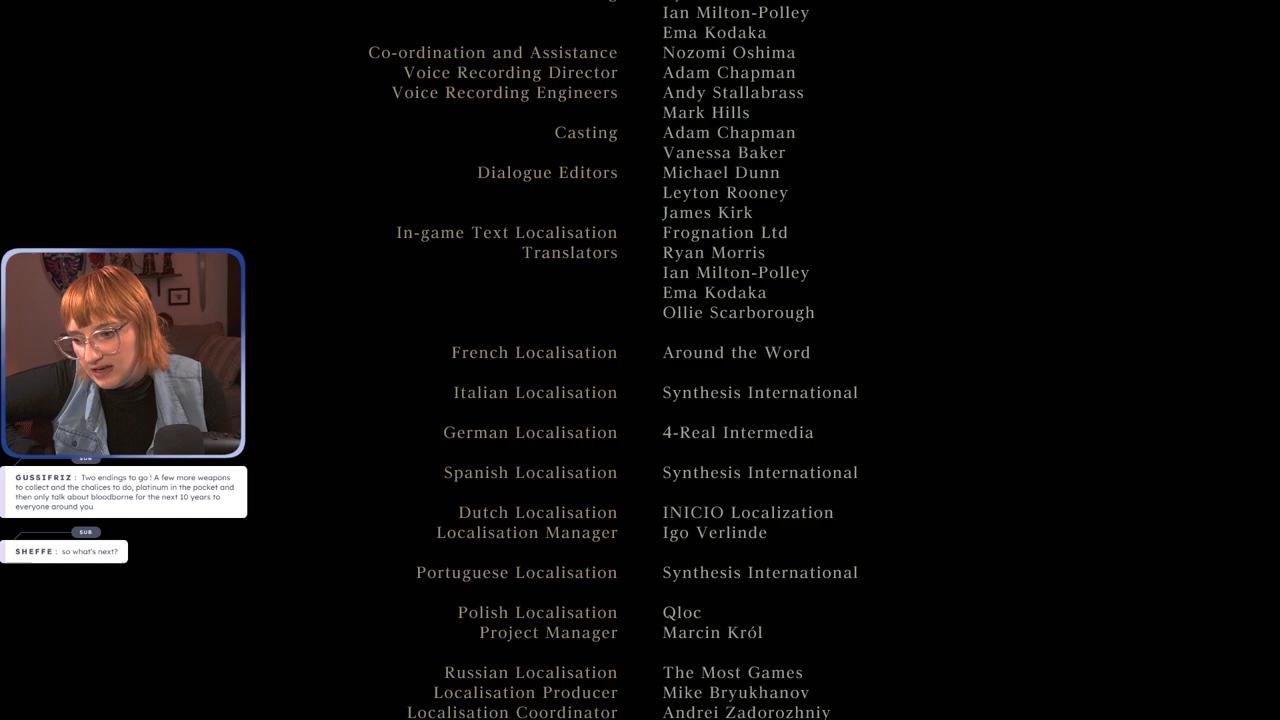 Ian Milton-Polley
Ema Kodaka
Co-ordination and Assistance Nozomi Oshima
Voice Recording Director Adam Chapman
Voice Recording Engineers Andy Stallabrass
Mark Hills
Casting Adam Chapman
Vanessa Baker
Dialogue Editors Michael Dunn
Leyton Rooney
James Kirk
In-game Text Localisation Frognation Ltd
Translators Ryan Morris
Ian Milton-Polley
Ema Kodaka
Ollie Scarborough
French Localisation Around the Word
Italian Localisation Synthesis International
German Localisation 4-Real Intermedia
Spanish Localisation Synthesis International
Dutch Localisation INICIO Localization
Localisation Manager Igo Verlinde
Portuguese Localisation Synthesis International
Polish Localisation Qloc
Project Manager Marcin Król
Russian Localisation The Most Games
Localisation Producer Mike Bryukhanov
Localisation Coordinator Andrei Zadorozhniy
SUB
GUSSIFRIZ : Two endings to go ! A few more weapons
to collect and the chalices to do, platinum in the pocket and
then only talk about bloodborne for the next 10 years to
everyone around you
SUB
SHEFFE : so what's next?